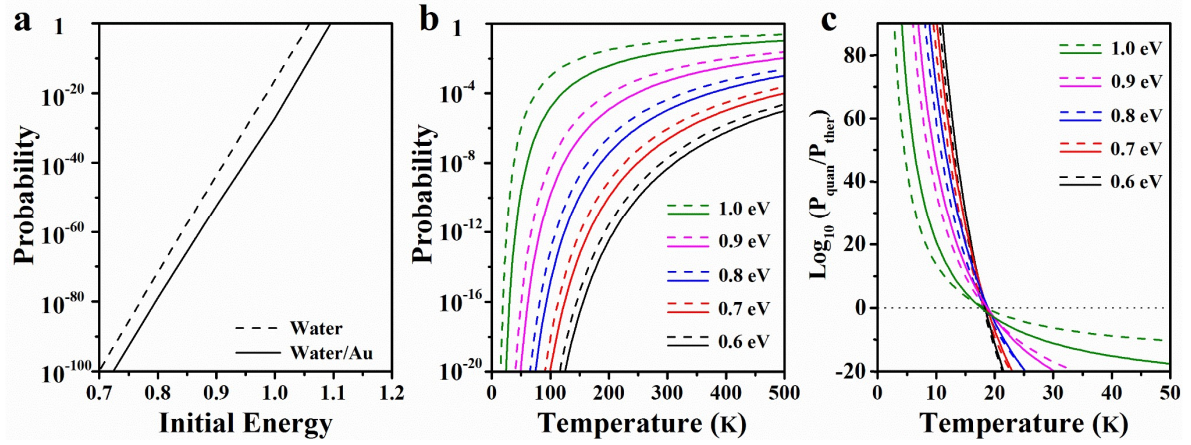 a
1
10-20
10-40
10-60
10-80
10-100
Probability
0.7
0.8
0.9
1.0
1.1
1.2
Initial Energy
Water
Water/Au
b
1
10-4
10-8
10-12
10-16
10-20
Probability
0
100
200
300
400
500
Temperature (K)
1.0 eV
0.9 eV
0.8 eV
0.7 eV
0.6 eV
c
80
60
40
20
0
-20
Log10 (Pquan/Pther)
0
10
20
30
40
50
Temperature (K)
1.0 eV
0.9 eV
0.8 eV
0.7 eV
0.6 eV